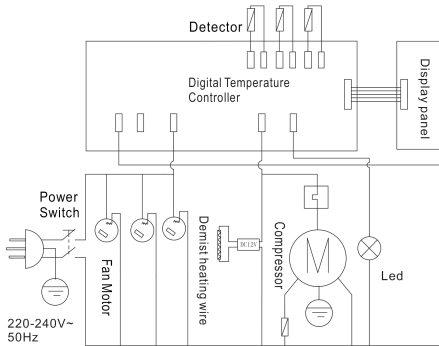 Detector
Digital Temperature
Controller
Display panel
Power
Switch
Fan Motor
Demist heating wire
DC12V
Compressor
M
Led
220-240V~
50Hz